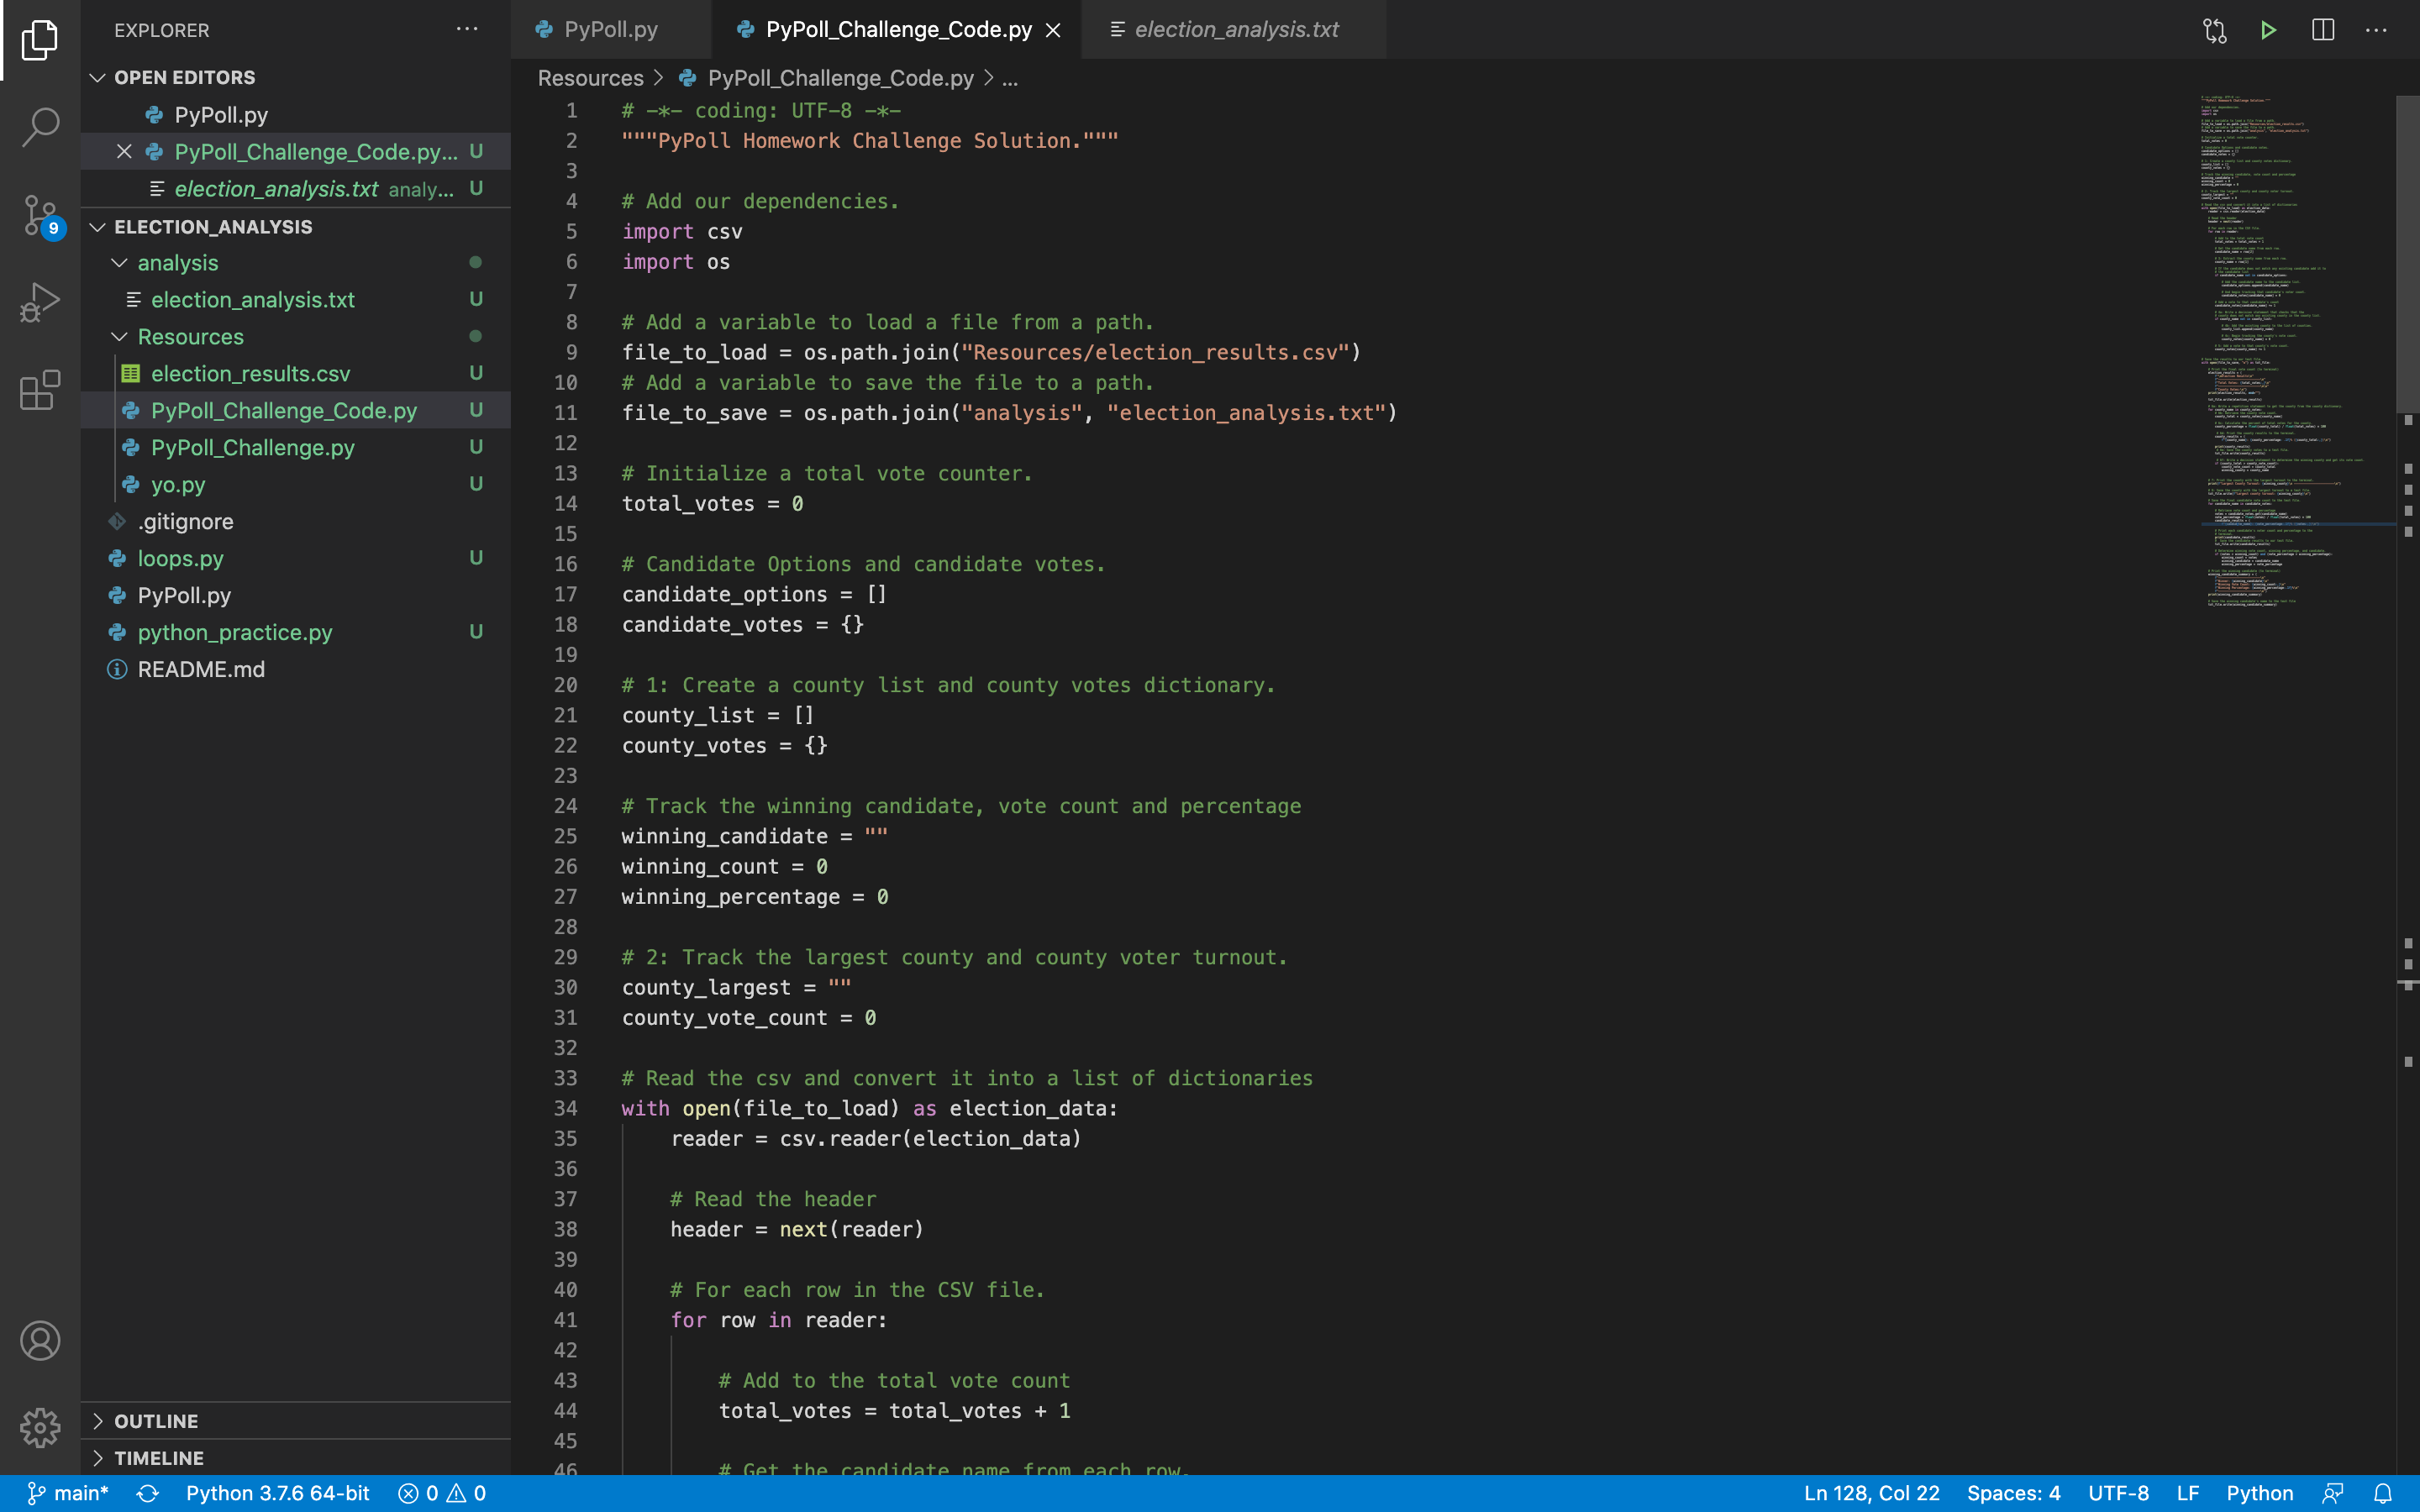 EXPLORER
OPEN EDITORS
PyPoll.py
PyPoll_Challenge_Code.py... U
election_analysis.txt analy... U
ELECTION_ANALYSIS
analysis
election_analysis.txt U
Resources
election_results.csv U
PyPoll_Challenge_Code.py U
PyPoll_Challenge.py U
yo.py U
.gitignore
loops.py U
PyPoll.py
python_practice.py U
README.md
OUTLINE
TIMELINE
9
PyPoll.py PyPoll_Challenge_Code.py election_analysis.txt
Resources > PyPoll_Challenge_Code.py > ...
1 # -*- coding: UTF-8 -*-
2 """PyPoll Homework Challenge Solution."""
3
4 # Add our dependencies.
5 import csv
6 import os
7
8 # Add a variable to load a file from a path.
9 file_to_load = os.path.join("Resources/election_results.csv")
10 # Add a variable to save the file to a path.
11 file_to_save = os.path.join("analysis", "election_analysis.txt")
12
13 # Initialize a total vote counter.
14 total_votes = 0
15
16 # Candidate Options and candidate votes.
17 candidate_options = []
18 candidate_votes = {}
19
20 # 1: Create a county list and county votes dictionary.
21 county_list = []
22 county_votes = {}
23
24 # Track the winning candidate, vote count and percentage
25 winning_candidate = ""
26 winning_count = 0
27 winning_percentage = 0
28
29 # 2: Track the largest county and county voter turnout.
30 county_largest = ""
31 county_vote_count = 0
32
33 # Read the csv and convert it into a list of dictionaries
34 with open(file_to_load) as election_data:
35 reader = csv.reader(election_data)
36
37 # Read the header
38 header = next(reader)
39
40 # For each row in the CSV file.
41 for row in reader:
42
43 # Add to the total vote count
44 total_votes = total_votes + 1
45
46 # Get the candidate name from each row.
main* Python 3.7.6 64-bit 0 0 Ln 128, Col 22 Spaces: 4 UTF-8 LF Python